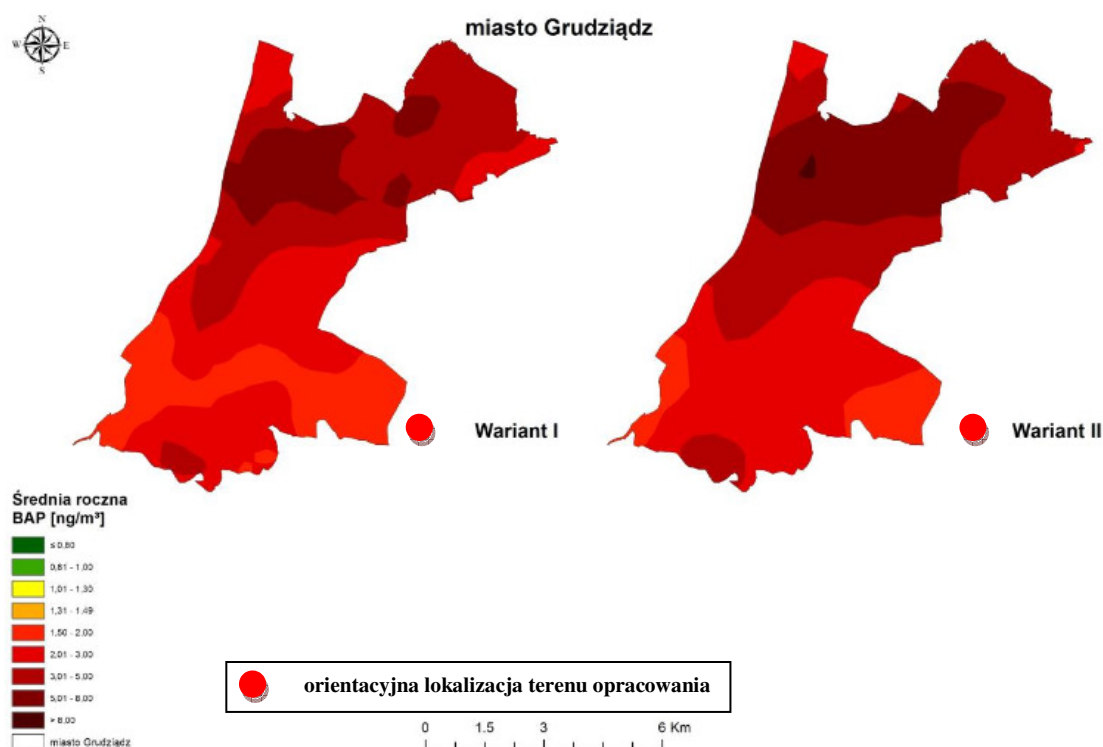 miasto Grudziądz
N
W E
S
Wariant I
Wariant II
Średnia roczna
BAP [ng/m³]
≤ 0,80
0,81 - 1,00
1,01 - 1,30
1,31 - 1,49
1,50 - 2,00
2,01 - 3,00
3,01 - 5,00
5,01 - 8,00
> 8,00
miasto Grudziądz
orientacyjna lokalizacja terenu opracowania
0 1.5 3 6 Km